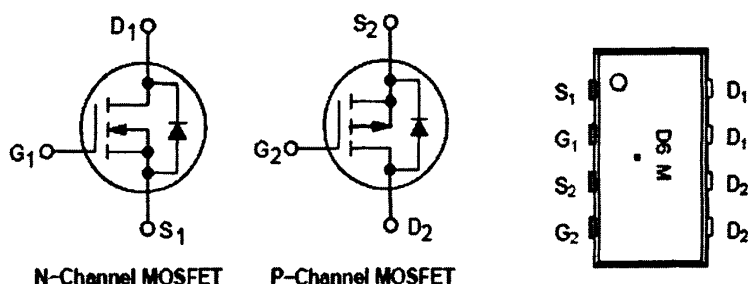 D1
G1
S1
N-Channel MOSFET
S2
G2
D2
P-Channel MOSFET
S1
G1
S2
G2
D6 M
D1
D1
D2
D2